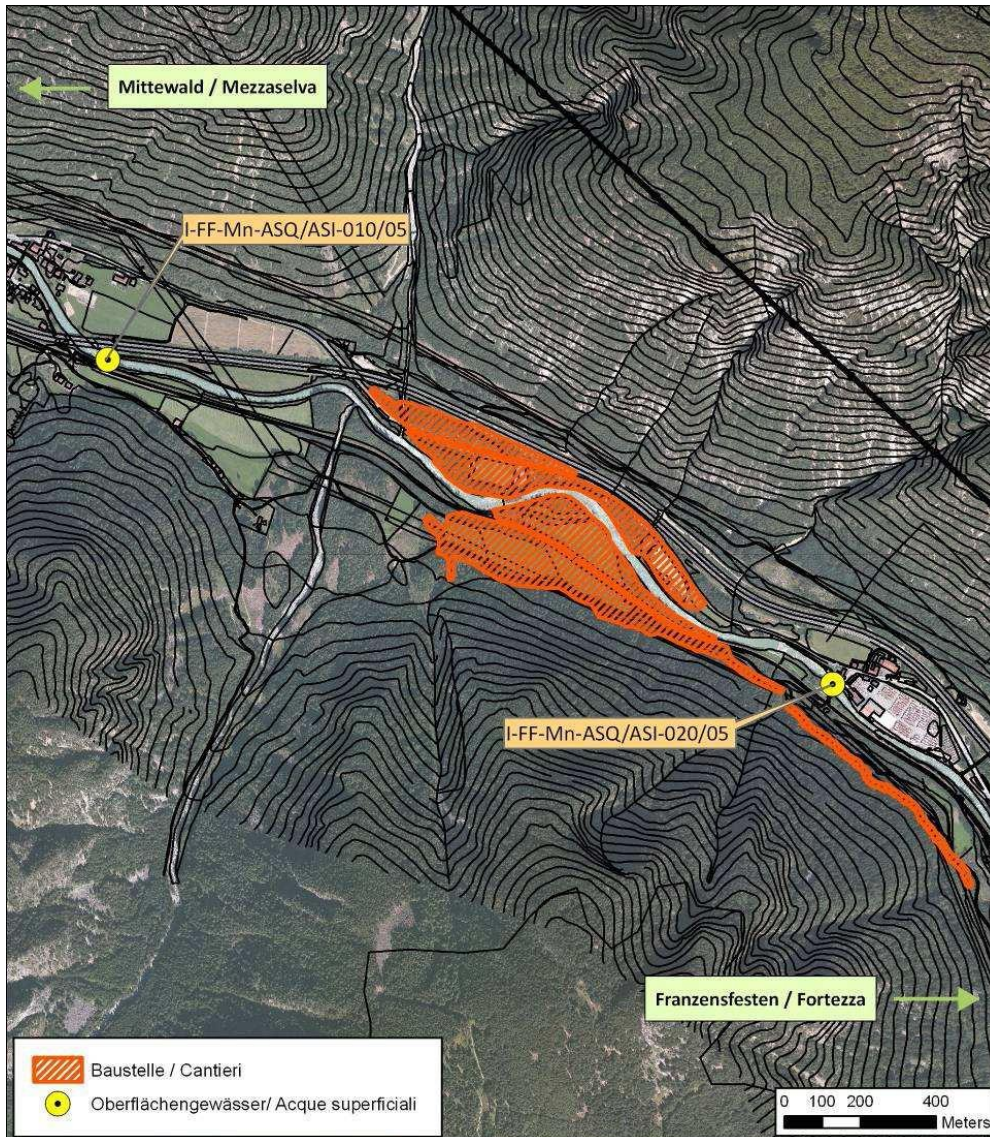 Mittewald / Mezzaselva
I-FF-Mn-ASQ/ASI-010/05
I-FF-Mn-ASQ/ASI-020/05
Franzensfesten / Fortezza
Baustelle / Cantieri
Oberflächengewässer/ Acque superficiali
0 100 200 400
Meters